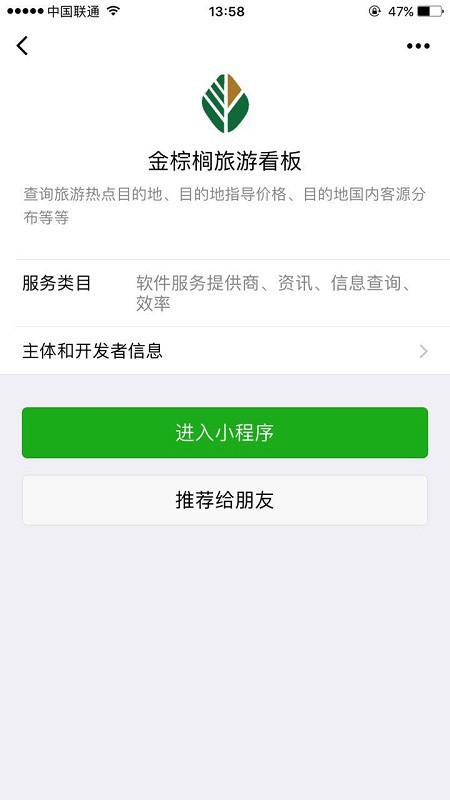 中国联通 13:58 47%
金棕榈旅游看板
查询旅游热点目的地、目的地指导价格、目的地国内客源分
布等等
服务类目 软件服务提供商、资讯、信息查询、
效率
主体和开发者信息
进入小程序
推荐给朋友